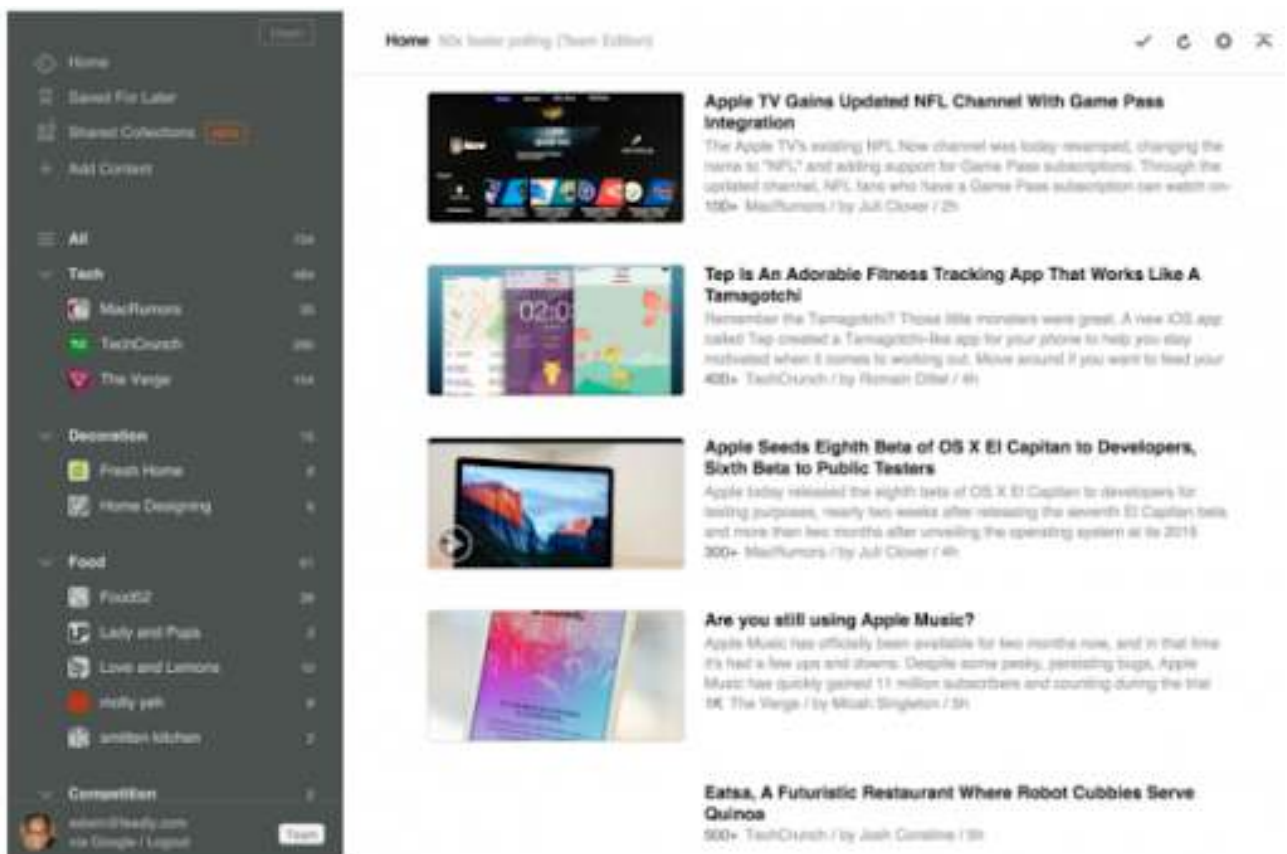 Home
Saved For Later
Shared Collections NEW
Add Content
All
Tech
MacRumors
TechCrunch
The Verge
Decoration
Fresh Home
Home Designing
Food
Food52
Lady and Pups
Love and Lemons
molly yeh
smitten kitchen
Competition
via Google / Logout
Team
Home 50x faster polling (Team Edition)
Apple TV Gains Updated NFL Channel With Game Pass
Integration
The Apple TV's existing NFL Now channel was today revamped, changing the
name to "NFL" and adding support for Game Pass subscriptions. Through the
updated channel, NFL fans who have a Game Pass subscription can watch on-
100+ MacRumors / by Juli Clover / 2h
Tep Is An Adorable Fitness Tracking App That Works Like A
Tamagotchi
Remember the Tamagotchi? Those little monsters were great. A new iOS app
called Tep created a Tamagotchi-like app for your phone to help you stay
motivated when it comes to working out. Move around if you want to feed your
400+ TechCrunch / by Romain Dillet / 4h
Apple Seeds Eighth Beta of OS X El Capitan to Developers,
Sixth Beta to Public Testers
Apple today released the eighth beta of OS X El Capitan to developers for
testing purposes, nearly two weeks after releasing the seventh El Capitan beta
and more than two months after unveiling the operating system at its 2015
300+ MacRumors / by Juli Clover / 4h
Are you still using Apple Music?
Apple Music has officially been available for two months now, and in that time
it's had a few ups and downs. Despite some pesky, persisting bugs, Apple
Music has quickly gained 11 million subscribers and counting during the trial
1K The Verge / by Micah Singleton / 5h
Eatsa, A Futuristic Restaurant Where Robot Cubbies Serve
Quinoa
500+ TechCrunch / by Josh Constine